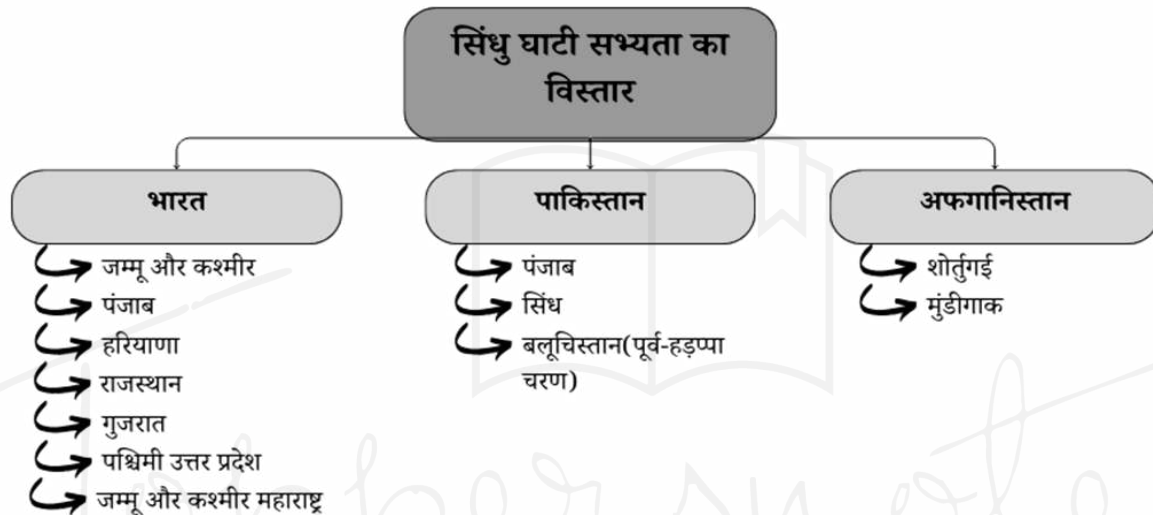 सिंधु घाटी सभ्यता का
विस्तार
भारत
जम्मू और कश्मीर
पंजाब
हरियाणा
राजस्थान
गुजरात
पश्चिमी उत्तर प्रदेश
जम्मू और कश्मीर महाराष्ट्र
पाकिस्तान
पंजाब
सिंध
बलूचिस्तान(पूर्व-हड़प्पा
चरण)
अफगानिस्तान
शोर्तुगई
मुंडीगाक